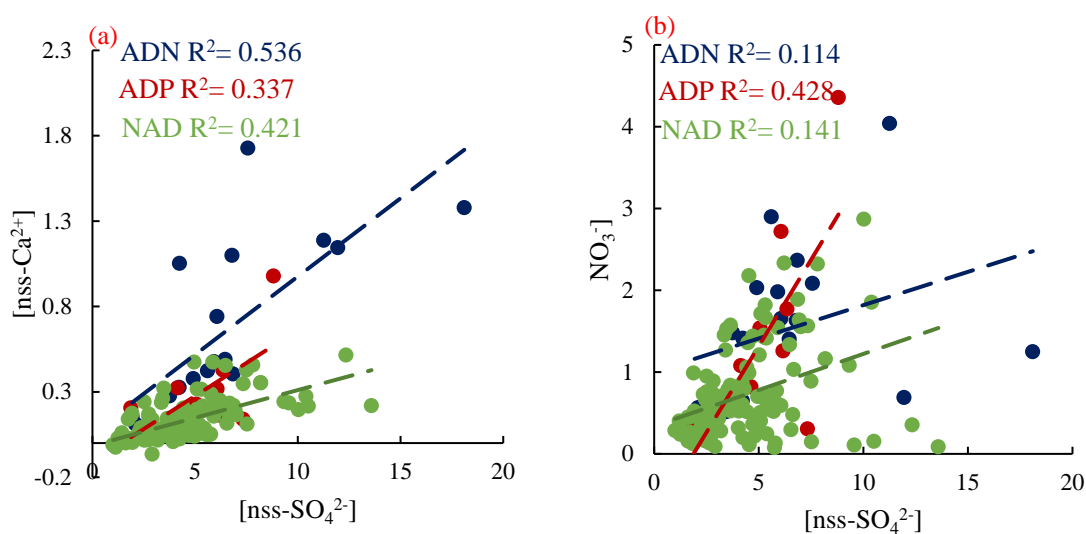 (a)
ADN R²= 0.536
ADP R²= 0.337
NAD R²= 0.421
2.3
1.8
1.3
0.8
0.3
-0.2
0
5
10
15
20
[nss-Ca²⁺]
[nss-SO₄²⁻]
(b)
ADN R²= 0.114
ADP R²= 0.428
NAD R²= 0.141
5
4
3
2
1
0
0
5
10
15
20
NO₃⁻]
[nss-SO₄²⁻]